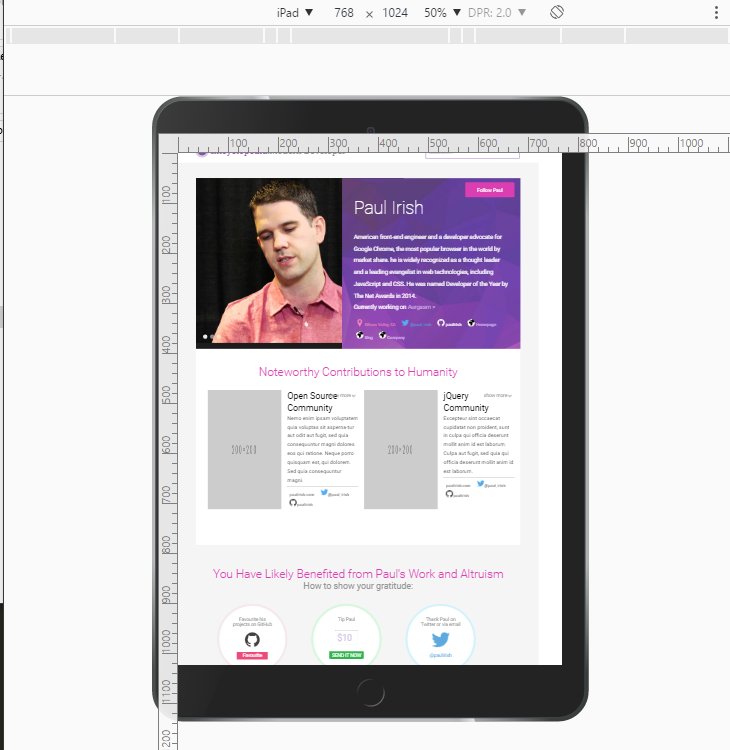 iPad ▼ 768 × 1024 50% ▼ DPR: 2.0 ▼
100 200 300 400 500 600 700 800 900 1000
100
200
300
400
500
600
700
800
900
1000
1100
200
Follow Paul
Paul Irish
American front-end engineer and a developer advocate for
Google Chrome, the most popular browser in the world by
market share. he is widely recognized as a thought leader
and a leading evangelist in web technologies, including
JavaScript and CSS. He was named Developer of the Year by
The Net Awards in 2014.
Currently working on
@paul_irish paulirish Homepage
Blog Company
Noteworthy Contributions to Humanity
Open Source
Community
Nemo enim ipsam voluptatem
quia voluptas sit aspernatur
aut odit aut fugit, sed quia
consequuntur magni dolores
eos qui ratione. Neque porro
quisquam est, qui dolorem
Sed quia consequuntur
magni
200×200
paulirish.com @paul_irish
paulirish
jQuery show more
Community
Excepteur sint occaecat
cupidatat non proident, sunt
in culpa qui officia deserunt
mollit anim id est laborum.
Culpa aut fugit, sed quia qui
officia deserunt mollit anim id
est laborum.
200×200
paulirish.com @paul_irish
paulirish
You Have Likely Benefited from Paul's Work and Altruism
How to show your gratitude:
Favourite his
projects on GitHub
Favourite
Tip Paul
$10
SEND IT NOW
Thank Paul on
Twitter or via email
@paulirish